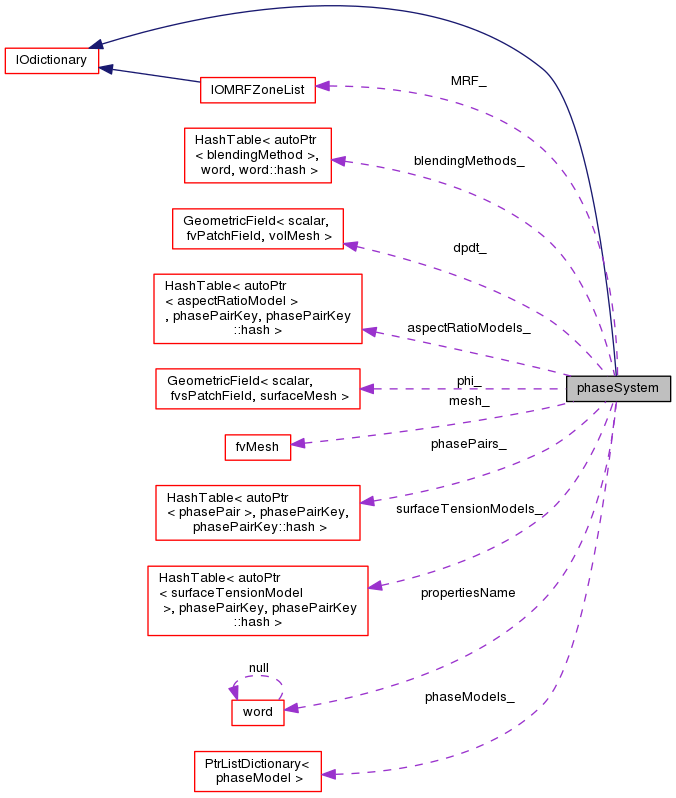 IOdictionary
IOMRFZoneList
MRF_
HashTable< autoPtr
< blendingMethod >,
word, word::hash >
blendingMethods_
GeometricField< scalar,
fvPatchField, volMesh >
dpdt_
HashTable< autoPtr
< aspectRatioModel >
, phasePairKey, phasePairKey
::hash >
aspectRatioModels_
GeometricField< scalar,
fvsPatchField, surfaceMesh >
phi_
phaseSystem
mesh_
fvMesh
phasePairs_
HashTable< autoPtr
< phasePair >, phasePairKey,
phasePairKey::hash >
surfaceTensionModels_
HashTable< autoPtr
< surfaceTensionModel
>, phasePairKey, phasePairKey
::hash >
propertiesName
null
word
phaseModels_
PtrListDictionary<
phaseModel >